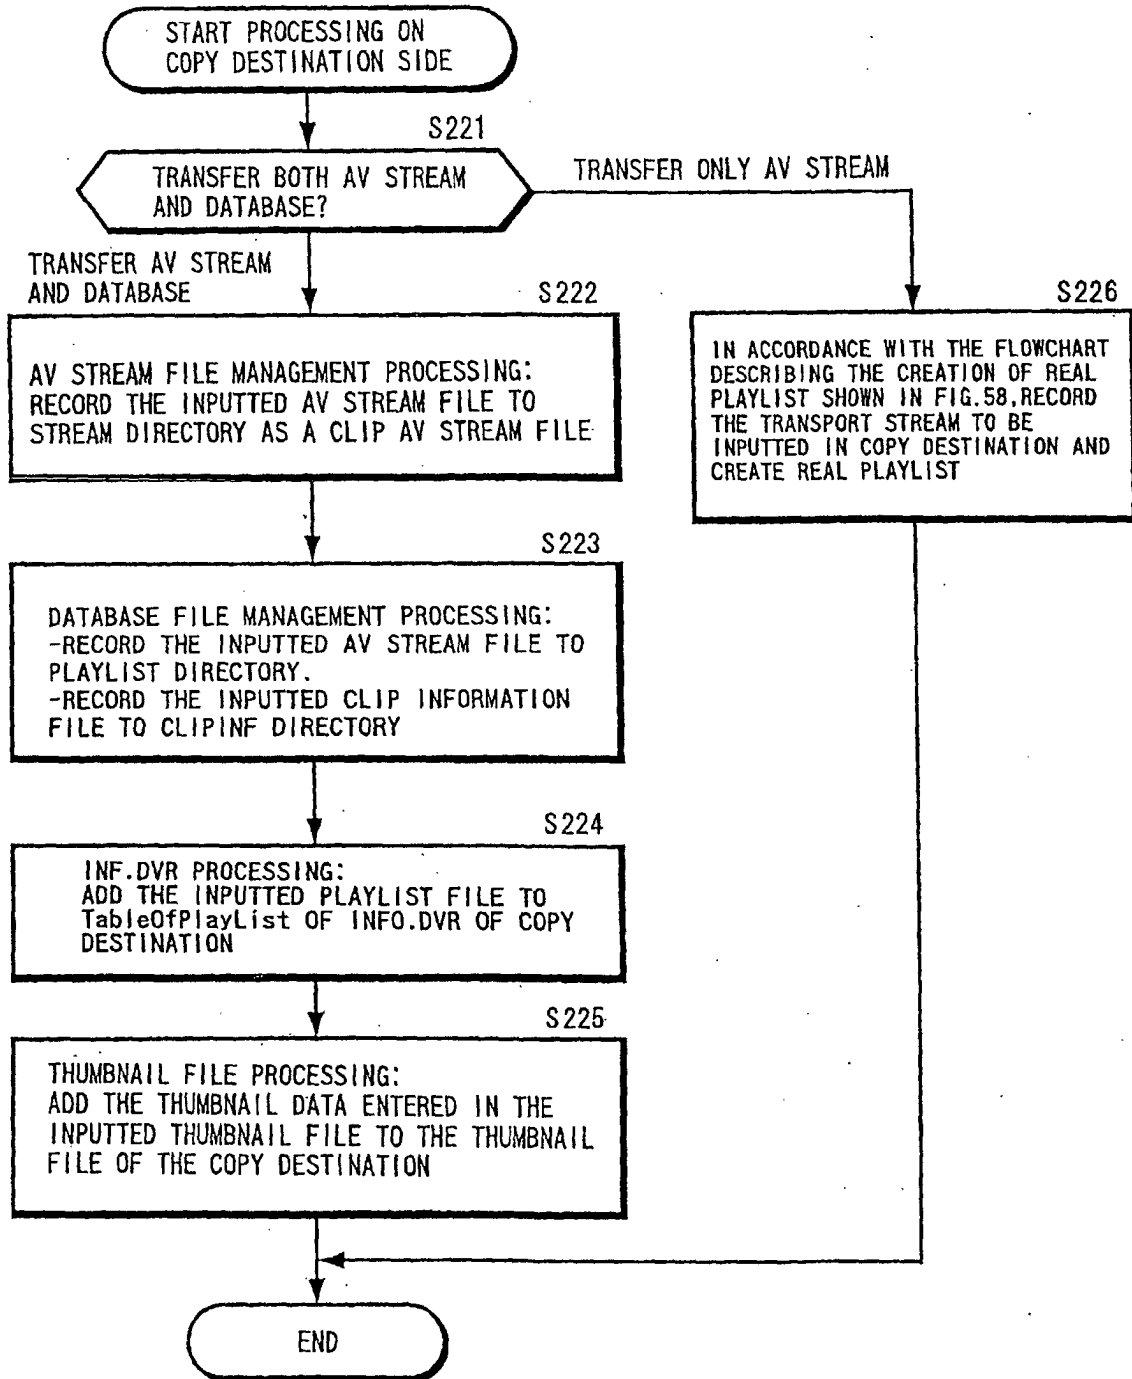 START PROCESSING ON
COPY DESTINATION SIDE
S221
TRANSFER BOTH AV STREAM
AND DATABASE?
TRANSFER ONLY AV STREAM
TRANSFER AV STREAM
AND DATABASE
S222
AV STREAM FILE MANAGEMENT PROCESSING:
RECORD THE INPUTTED AV STREAM FILE TO
STREAM DIRECTORY AS A CLIP AV STREAM FILE
S226
IN ACCORDANCE WITH THE FLOWCHART
DESCRIBING THE CREATION OF REAL
PLAYLIST SHOWN IN FIG.58,RECORD
THE TRANSPORT STREAM TO BE
INPUTTED IN COPY DESTINATION AND
CREATE REAL PLAYLIST
S223
DATABASE FILE MANAGEMENT PROCESSING:
-RECORD THE INPUTTED AV STREAM FILE TO
PLAYLIST DIRECTORY.
-RECORD THE INPUTTED CLIP INFORMATION
FILE TO CLIPINF DIRECTORY
S224
INF.DVR PROCESSING:
ADD THE INPUTTED PLAYLIST FILE TO
TableOfPlayList OF INFO.DVR OF COPY
DESTINATION
S225
THUMBNAIL FILE PROCESSING:
ADD THE THUMBNAIL DATA ENTERED IN THE
INPUTTED THUMBNAIL FILE TO THE THUMBNAIL
FILE OF THE COPY DESTINATION
END